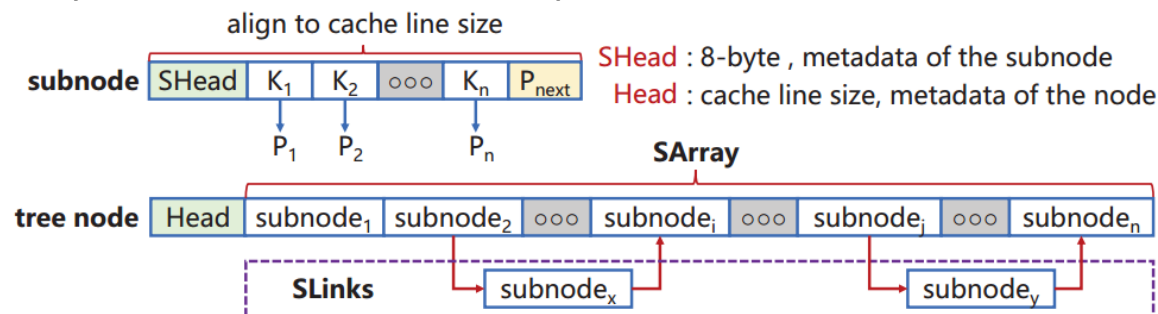 align to cache line size
subnode SHead K1 K2 ○○○ Kn Pnext
SHead : 8-byte , metadata of the subnode
Head : cache line size, metadata of the node
P1 P2 Pn
SArray
tree node Head subnode1 subnode2 ○○○ subnodei ○○○ subnodej ○○○ subnoden
SLinks subnodex subnodey